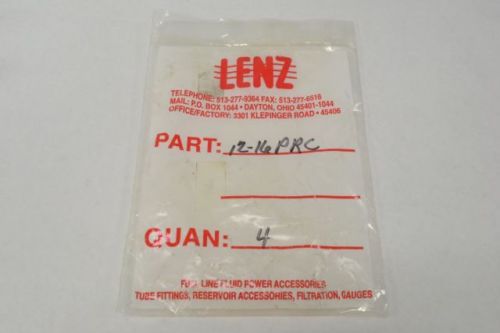 LENZ
TELEPHONE: 513-277-9364 FAX: 513-277-6516
MAIL: P.O. BOX 1044 • DAYTON, OHIO 45401-1044
OFFICE/FACTORY: 3301 KLEPINGER ROAD • 45406
PART: 12-16 PRC
QUAN: 4
FULL LINE FLUID POWER ACCESSORIES
TUBE FITTINGS, RESERVOIR ACCESSORIES, FILTRATION, GAUGES